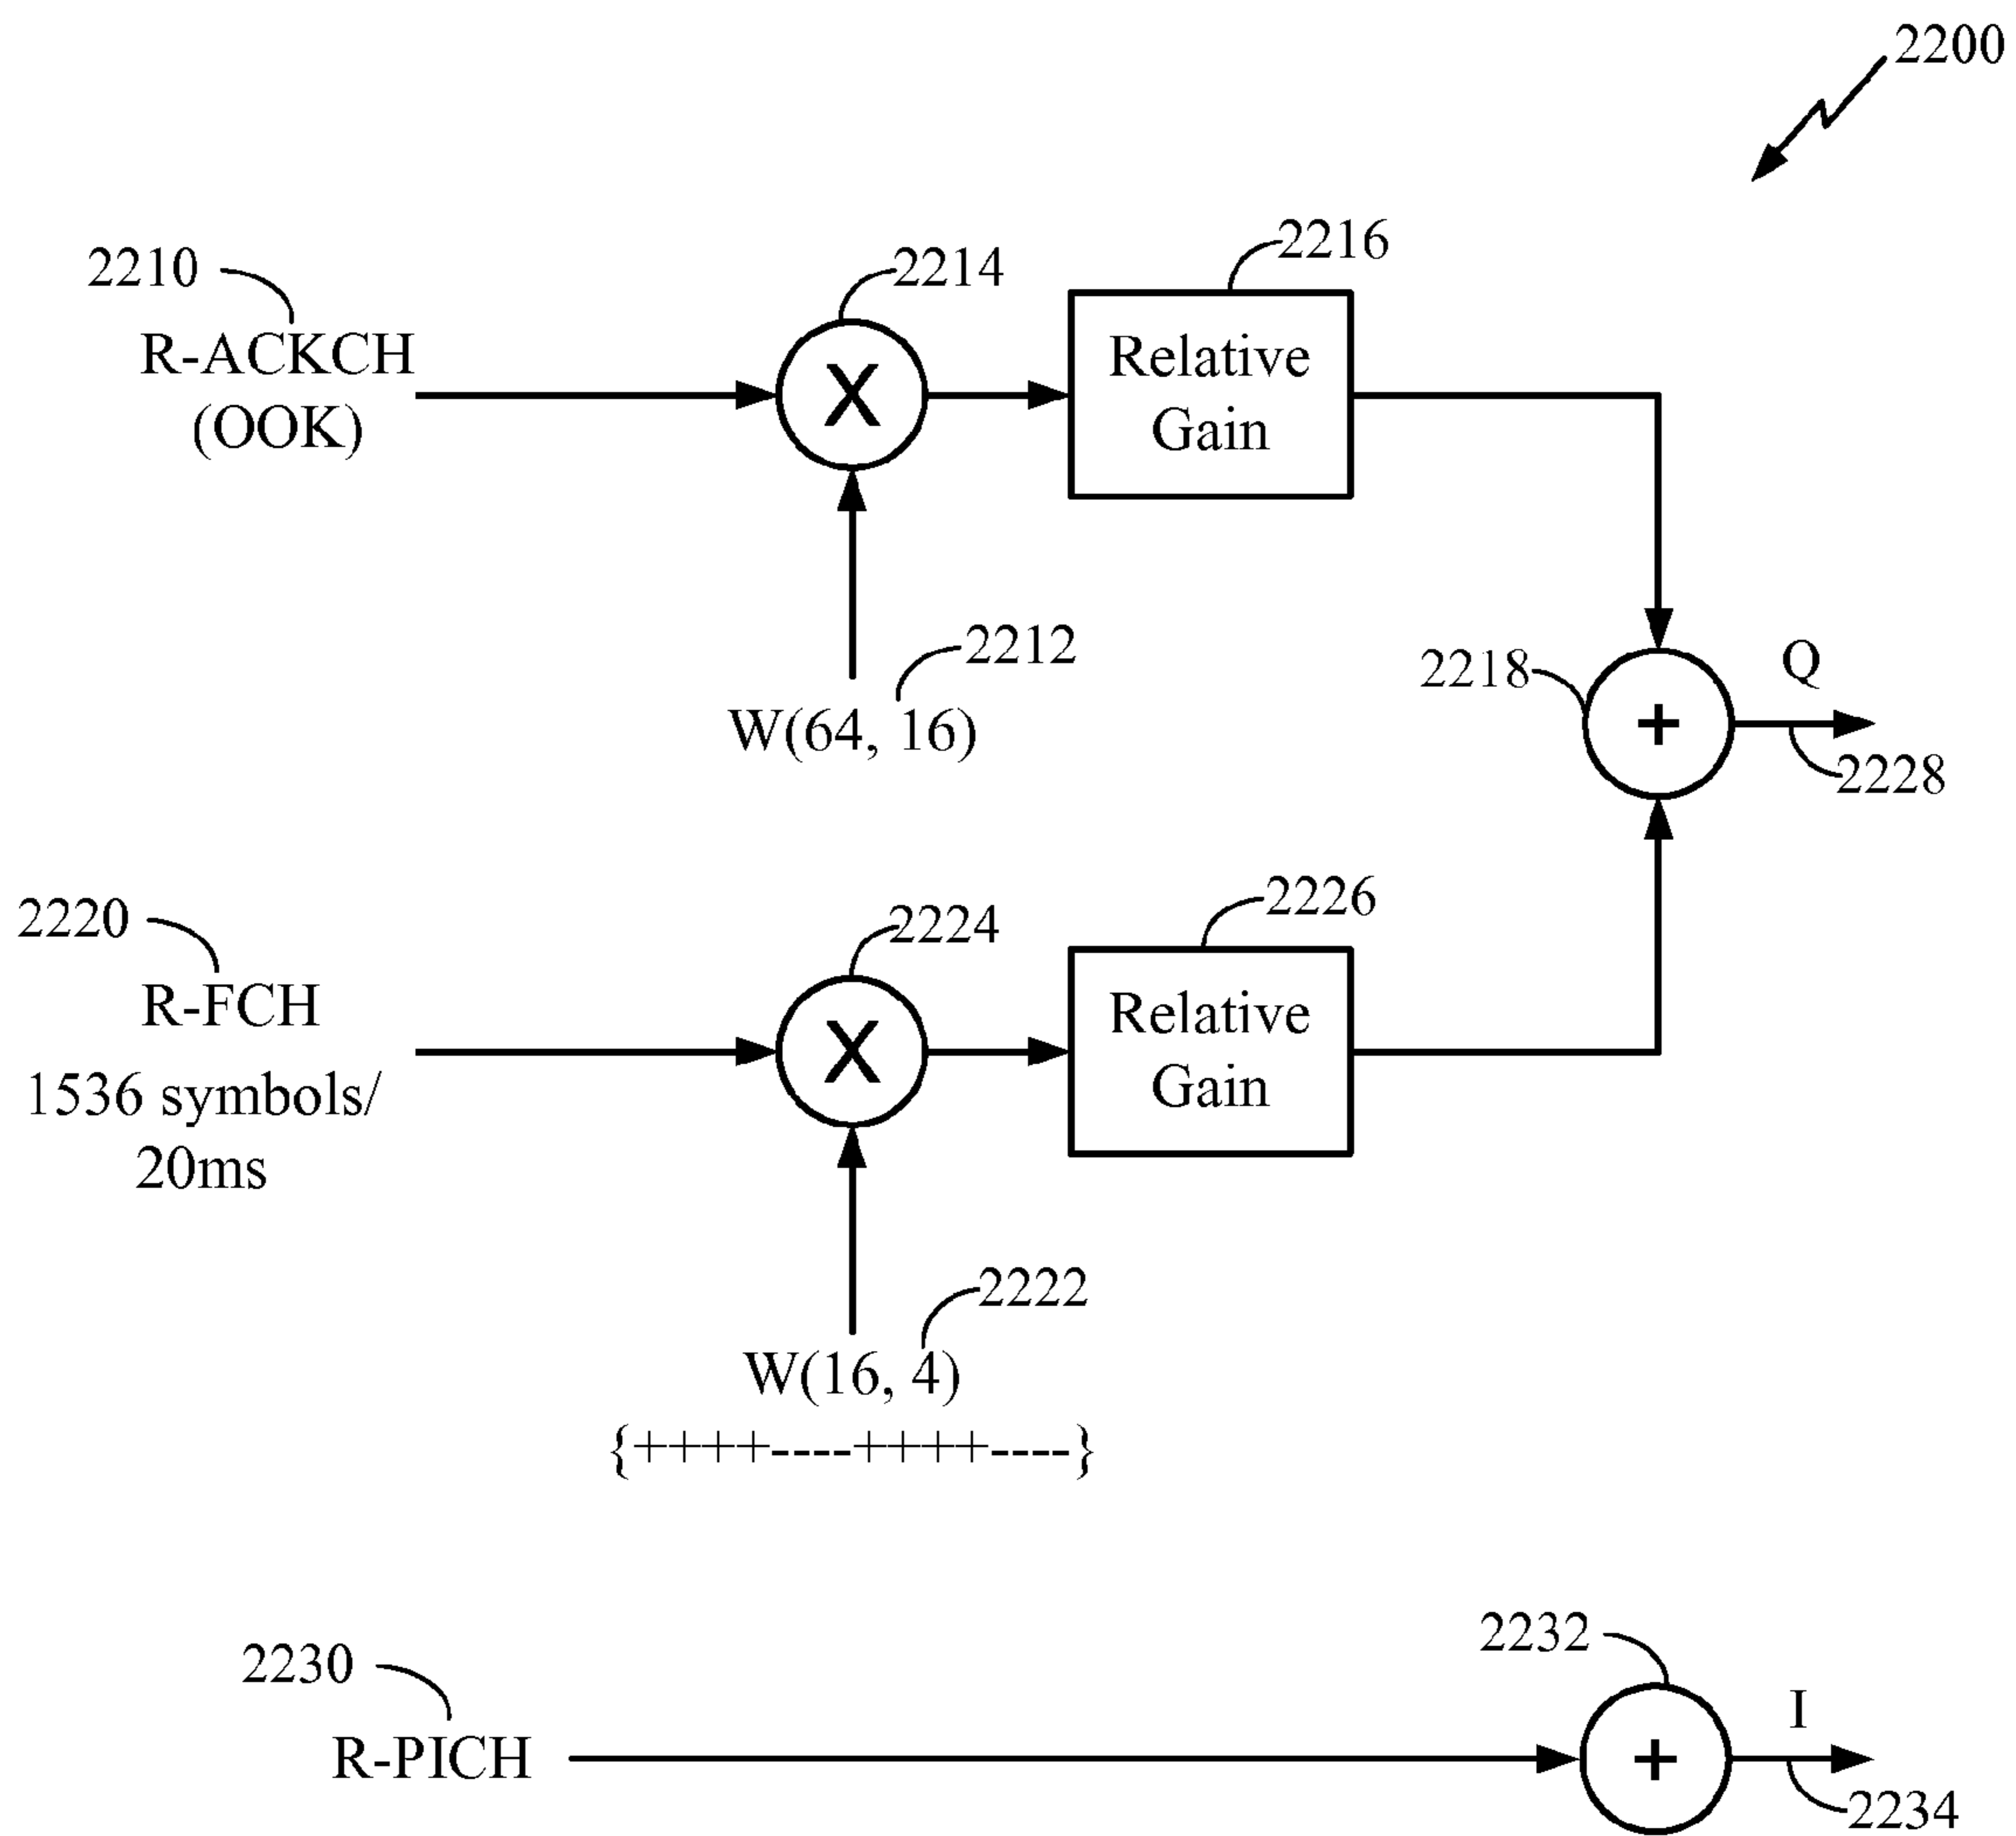 2200
2210
R-ACKCH
(OOK)
2214
X
2216
Relative
Gain
2212
W(64, 16)
2218
+
Q
2228
2220
R-FCH
1536 symbols/
20ms
2224
X
2226
Relative
Gain
2222
W(16, 4)
{++++----++++----}
2230
R-PICH
2232
+
I
2234